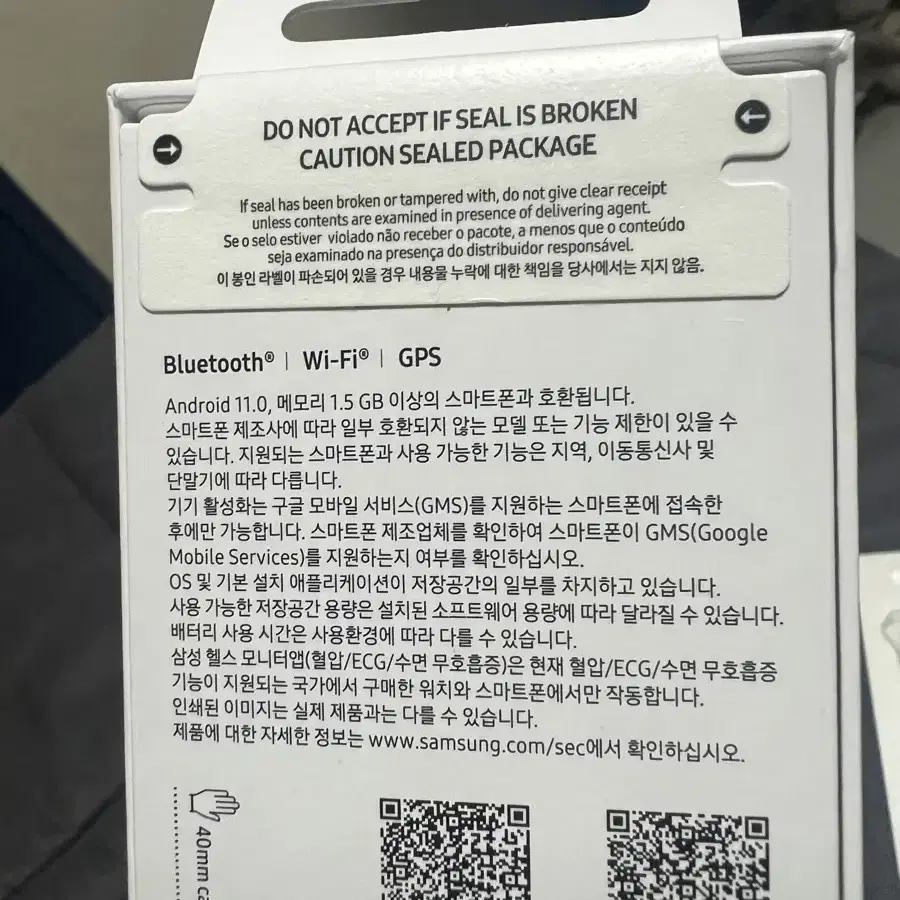 DO NOT ACCEPT IF SEAL IS BROKEN
CAUTION SEALED PACKAGE
If seal has been broken or tampered with, do not give clear receipt
unless contents are examined in presence of delivering agent.
Se o selo estiver violado não receber o pacote, a menos que o conteúdo
seja examinado na presença do distribuidor responsável.
이 봉인 라벨이 파손되어 있을 경우 내용물 누락에 대한 책임을 당사에서는 지지 않음.
Bluetooth® | Wi-Fi® | GPS
Android 11.0, 메모리 1.5 GB 이상의 스마트폰과 호환됩니다.
스마트폰 제조사에 따라 일부 호환되지 않는 모델 또는 기능 제한이 있을 수
있습니다. 지원되는 스마트폰과 사용 가능한 기능은 지역, 이동통신사 및
단말기에 따라 다릅니다.
기기 활성화는 구글 모바일 서비스(GMS)를 지원하는 스마트폰에 접속한
후에만 가능합니다. 스마트폰 제조업체를 확인하여 스마트폰이 GMS(Google
Mobile Services)를 지원하는지 여부를 확인하십시오.
OS 및 기본 설치 애플리케이션이 저장공간의 일부를 차지하고 있습니다.
사용 가능한 저장공간 용량은 설치된 소프트웨어 용량에 따라 달라질 수 있습니다.
배터리 사용 시간은 사용환경에 따라 다를 수 있습니다.
삼성 헬스 모니터앱(혈압/ECG/수면 무호흡증)은 현재 혈압/ECG/수면 무호흡증
기능이 지원되는 국가에서 구매한 워치와 스마트폰에서만 작동합니다.
인쇄된 이미지는 실제 제품과는 다를 수 있습니다.
제품에 대한 자세한 정보는 www.samsung.com/sec에서 확인하십시오.
40mm